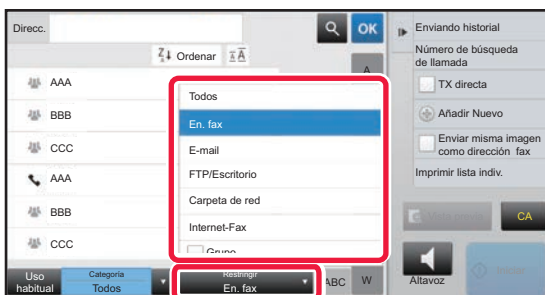 Direcc.
OK
Ordenar
A
AAA
BBB
CCC
AAA
BBB
CCC
Todos
En. fax
E-mail
FTP/Escritorio
Carpeta de red
Internet-Fax
Grupo
Uso
habitual
Categoría
Todos
Restringir
En. fax
ABC
W
Enviando historial
Número de búsqueda
de llamada
TX directa
Añadir Nuevo
Enviar misma imagen
como dirección fax
Imprimir lista indiv.
CA
Altavoz